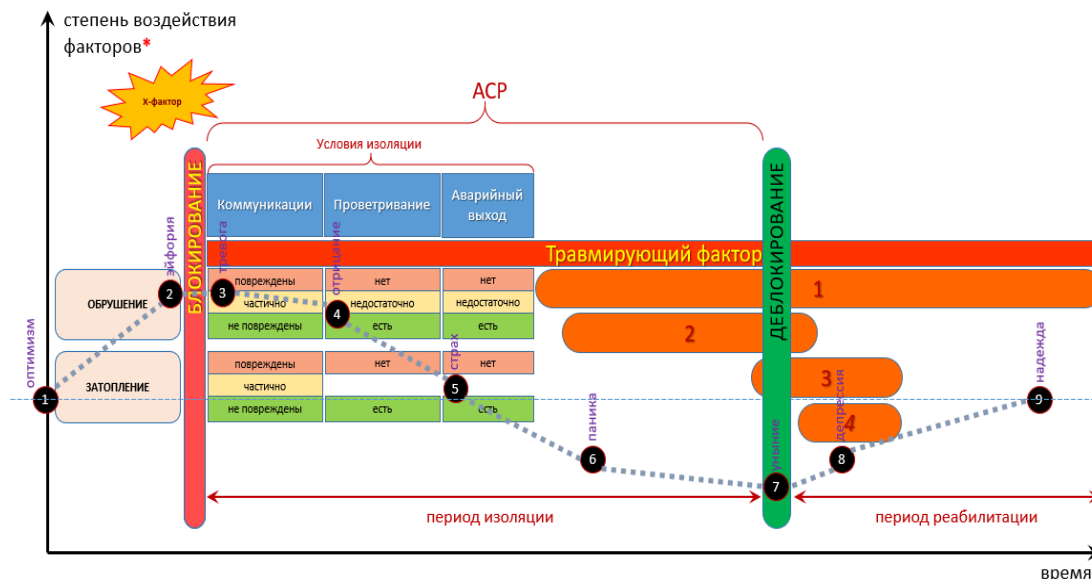 степень воздействия
факторов*
X-фактор
АСР
Условия изоляции
БЛОКИРОВАНИЕ
ДЕБЛОКИРОВАНИЕ
Коммуникации
Проветривание
Аварийный
выход
Травмирующий фактор
ОБРУШЕНИЕ
повреждены
нет
нет
частично
недостаточно
недостаточно
не повреждены
есть
есть
ЗАТОПЛЕНИЕ
повреждены
нет
нет
частично
не повреждены
есть
есть
1
2
3
4
оптимизм
1
эйфория
2
тревога
3
отрицание
4
страх
5
паника
6
уныние
7
депрессия
8
надежда
9
период изоляции
период реабилитации
время